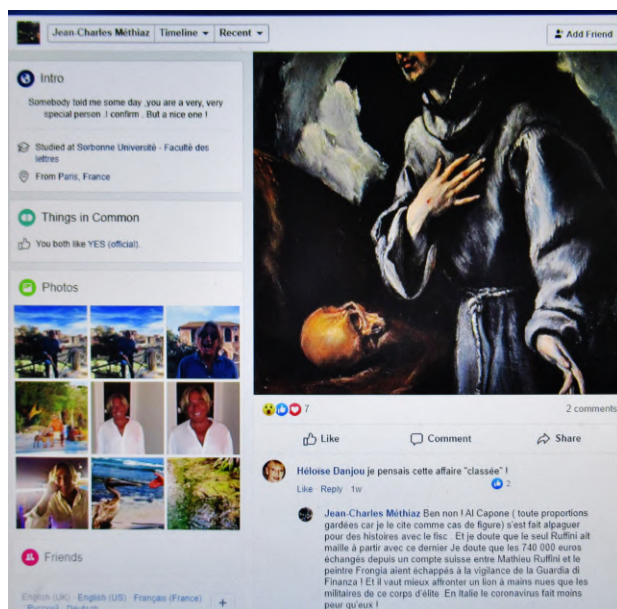 Jean-Charles Méthiaz Timeline Recent
Add Friend
Intro
Somebody told me some day ,you are a very, very
special person .I confirm . But a nice one !
Studied at Sorbonne Université - Faculté des
lettres
From Paris, France
Things in Common
You both like YES (official).
Photos
Friends
English (UK) · English (US) · Français (France)
7
2 comments
Like Comment Share
Héloïse Danjou je pensais cette affaire "classée" !
Like · Reply · 1w
2
Jean-Charles Méthiaz Ben non ! Al Capone ( toute proportions
gardées car je le cite comme cas de figure) s'est fait alpaguer
pour des histoires avec le fisc . Et je doute que le seul Ruffini ait
maille à partir avec ce dernier Je doute que les 740 000 euros
échangés depuis un compte suisse entre Mathieu Ruffini et le
peintre Frongia aient échappés à la vigilance de la Guardia di
Finanza ! Et il vaut mieux affronter un lion à mains nues que les
militaires de ce corps d'élite .En Italie le coronavirus fait moins
peur qu'eux !